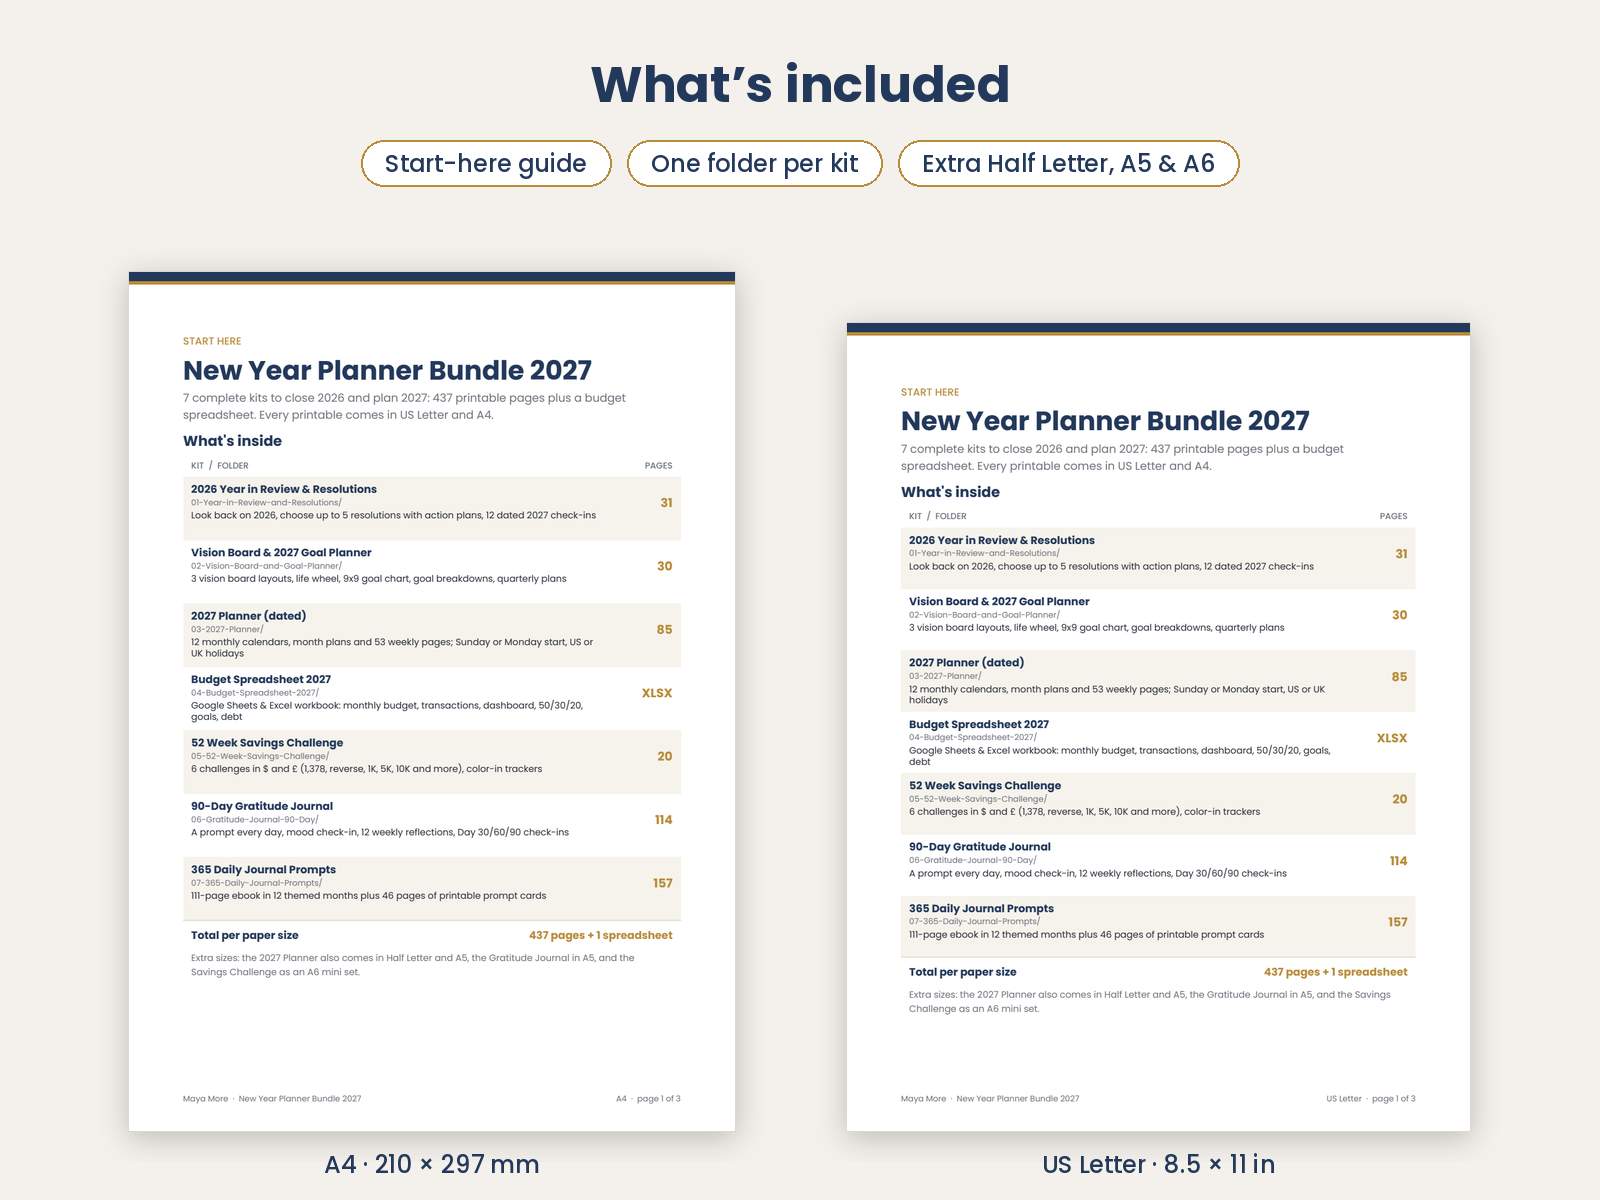 What’s included
Start-here guide
One folder per kit
Extra Half Letter, A5 & A6
START HERE
New Year Planner Bundle 2027
7 complete kits to close 2026 and plan 2027: 437 printable pages plus a budget
spreadsheet. Every printable comes in US Letter and A4.
What's inside
KIT / FOLDER PAGES
2026 Year in Review & Resolutions
01-Year-in-Review-and-Resolutions/
31
Look back on 2026, choose up to 5 resolutions with action plans, 12 dated 2027 check-ins
Vision Board & 2027 Goal Planner
02-Vision-Board-and-Goal-Planner/
30
3 vision board layouts, life wheel, 9x9 goal chart, goal breakdowns, quarterly plans
2027 Planner (dated)
03-2027-Planner/
85
12 monthly calendars, month plans and 53 weekly pages; Sunday or Monday start, US or
UK holidays
Budget Spreadsheet 2027
04-Budget-Spreadsheet-2027/
XLSX
Google Sheets & Excel workbook: monthly budget, transactions, dashboard, 50/30/20,
goals, debt
52 Week Savings Challenge
05-52-Week-Savings-Challenge/
20
6 challenges in $ and £ (1,378, reverse, 1K, 5K, 10K and more), color-in trackers
90-Day Gratitude Journal
06-Gratitude-Journal-90-Day/
114
A prompt every day, mood check-in, 12 weekly reflections, Day 30/60/90 check-ins
365 Daily Journal Prompts
07-365-Daily-Journal-Prompts/
157
111-page ebook in 12 themed months plus 46 pages of printable prompt cards
Total per paper size 437 pages + 1 spreadsheet
Extra sizes: the 2027 Planner also comes in Half Letter and A5, the Gratitude Journal in A5, and the
Savings Challenge as an A6 mini set.
Maya More · New Year Planner Bundle 2027 A4 · page 1 of 3
A4 · 210 × 297 mm
START HERE
New Year Planner Bundle 2027
7 complete kits to close 2026 and plan 2027: 437 printable pages plus a budget
spreadsheet. Every printable comes in US Letter and A4.
What's inside
KIT / FOLDER PAGES
2026 Year in Review & Resolutions
01-Year-in-Review-and-Resolutions/
31
Look back on 2026, choose up to 5 resolutions with action plans, 12 dated 2027 check-ins
Vision Board & 2027 Goal Planner
02-Vision-Board-and-Goal-Planner/
30
3 vision board layouts, life wheel, 9x9 goal chart, goal breakdowns, quarterly plans
2027 Planner (dated)
03-2027-Planner/
85
12 monthly calendars, month plans and 53 weekly pages; Sunday or Monday start, US or UK
holidays
Budget Spreadsheet 2027
04-Budget-Spreadsheet-2027/
XLSX
Google Sheets & Excel workbook: monthly budget, transactions, dashboard, 50/30/20, goals,
debt
52 Week Savings Challenge
05-52-Week-Savings-Challenge/
20
6 challenges in $ and £ (1,378, reverse, 1K, 5K, 10K and more), color-in trackers
90-Day Gratitude Journal
06-Gratitude-Journal-90-Day/
114
A prompt every day, mood check-in, 12 weekly reflections, Day 30/60/90 check-ins
365 Daily Journal Prompts
07-365-Daily-Journal-Prompts/
157
111-page ebook in 12 themed months plus 46 pages of printable prompt cards
Total per paper size 437 pages + 1 spreadsheet
Extra sizes: the 2027 Planner also comes in Half Letter and A5, the Gratitude Journal in A5, and the Savings
Challenge as an A6 mini set.
Maya More · New Year Planner Bundle 2027 US Letter · page 1 of 3
US Letter · 8.5 × 11 in